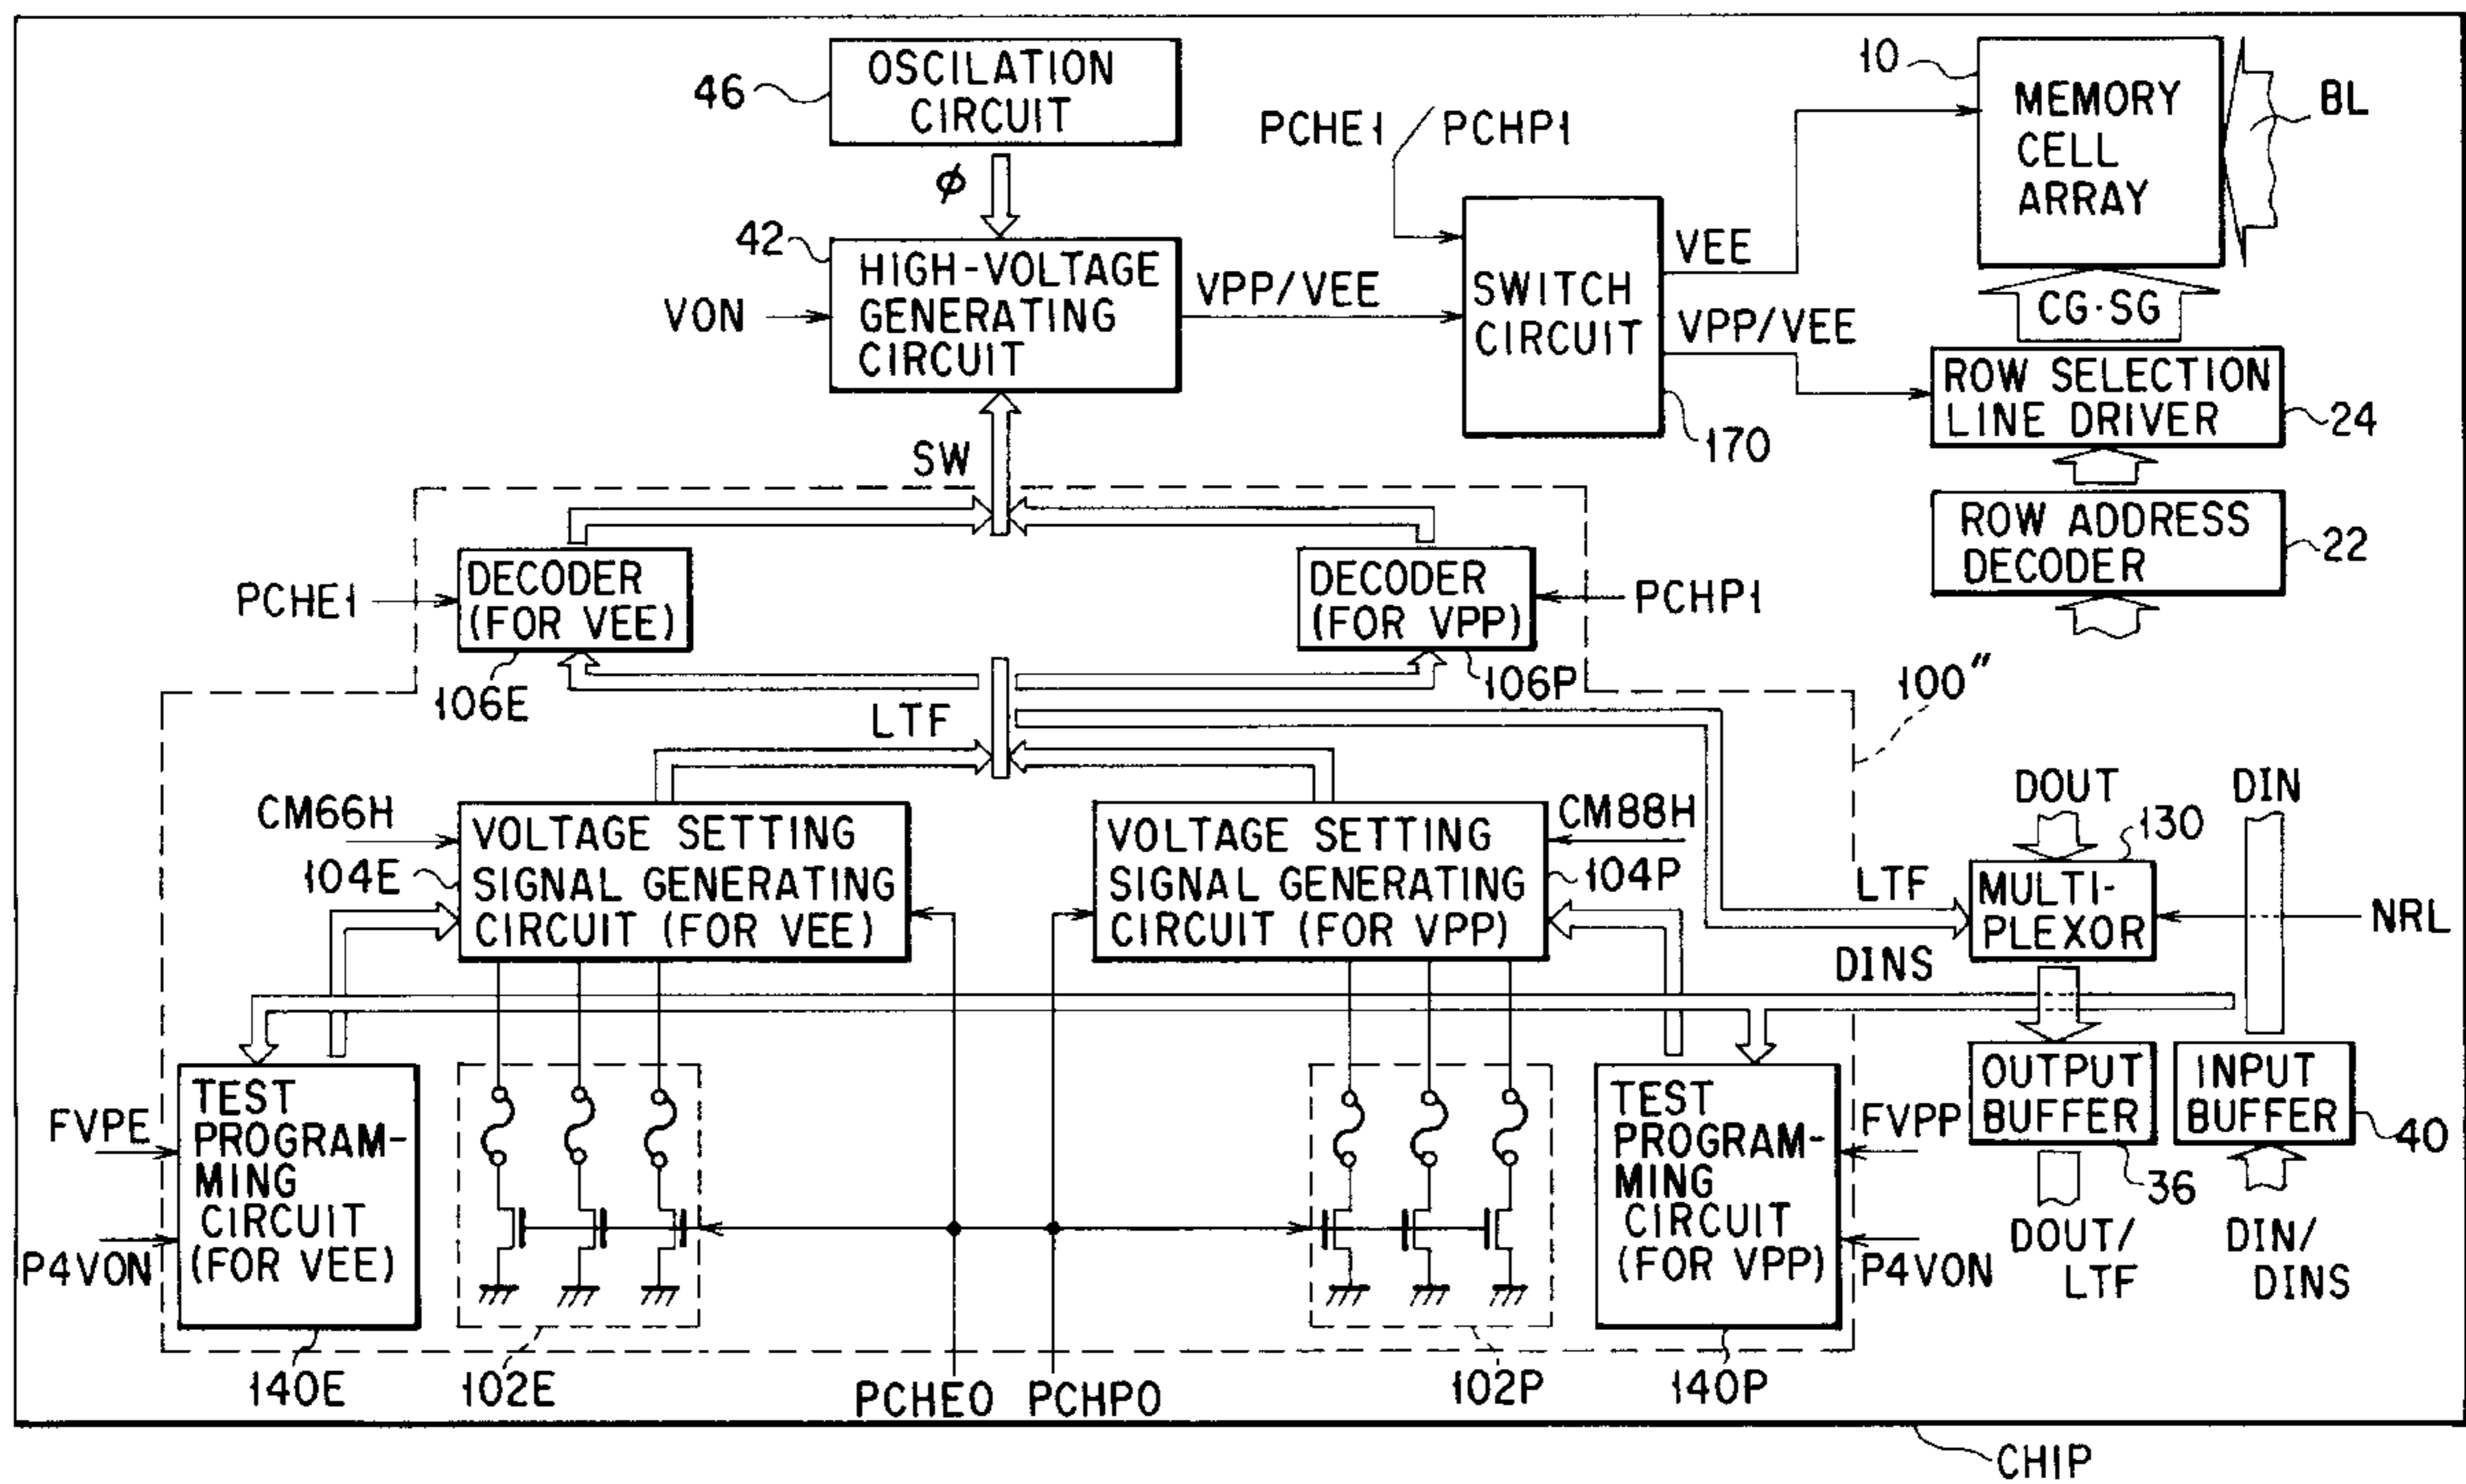 OSCILATION
CIRCUIT
46
ϕ
10
MEMORY
CELL
ARRAY
BL
PCHE1/PCHP1
42
HIGH-VOLTAGE
GENERATING
CIRCUIT
VON
VPP/VEE
SWITCH
CIRCUIT
170
VEE
VPP/VEE
CG·SG
ROW SELECTION
LINE DRIVER
24
ROW ADDRESS
DECODER
22
SW
PCHE1
DECODER
(FOR VEE)
106E
DECODER
(FOR VPP)
PCHP1
106P
100"
LTF
CM66H
104E
VOLTAGE SETTING
SIGNAL GENERATING
CIRCUIT (FOR VEE)
VOLTAGE SETTING
SIGNAL GENERATING
CIRCUIT (FOR VPP)
CM88H
104P
DOUT
DIN
130
LTF
MULTI-
PLEXOR
NRL
DINS
FVPE
P4VON
TEST
PROGRAM-
MING
CIRCUIT
(FOR VEE)
TEST
PROGRAM-
MING
CIRCUIT
(FOR VPP)
FVPP
P4VON
OUTPUT
BUFFER
36
INPUT
BUFFER
40
DOUT/
LTF
DIN/
DINS
140E
102E
PCHE0
PCHP0
102P
140P
CHIP